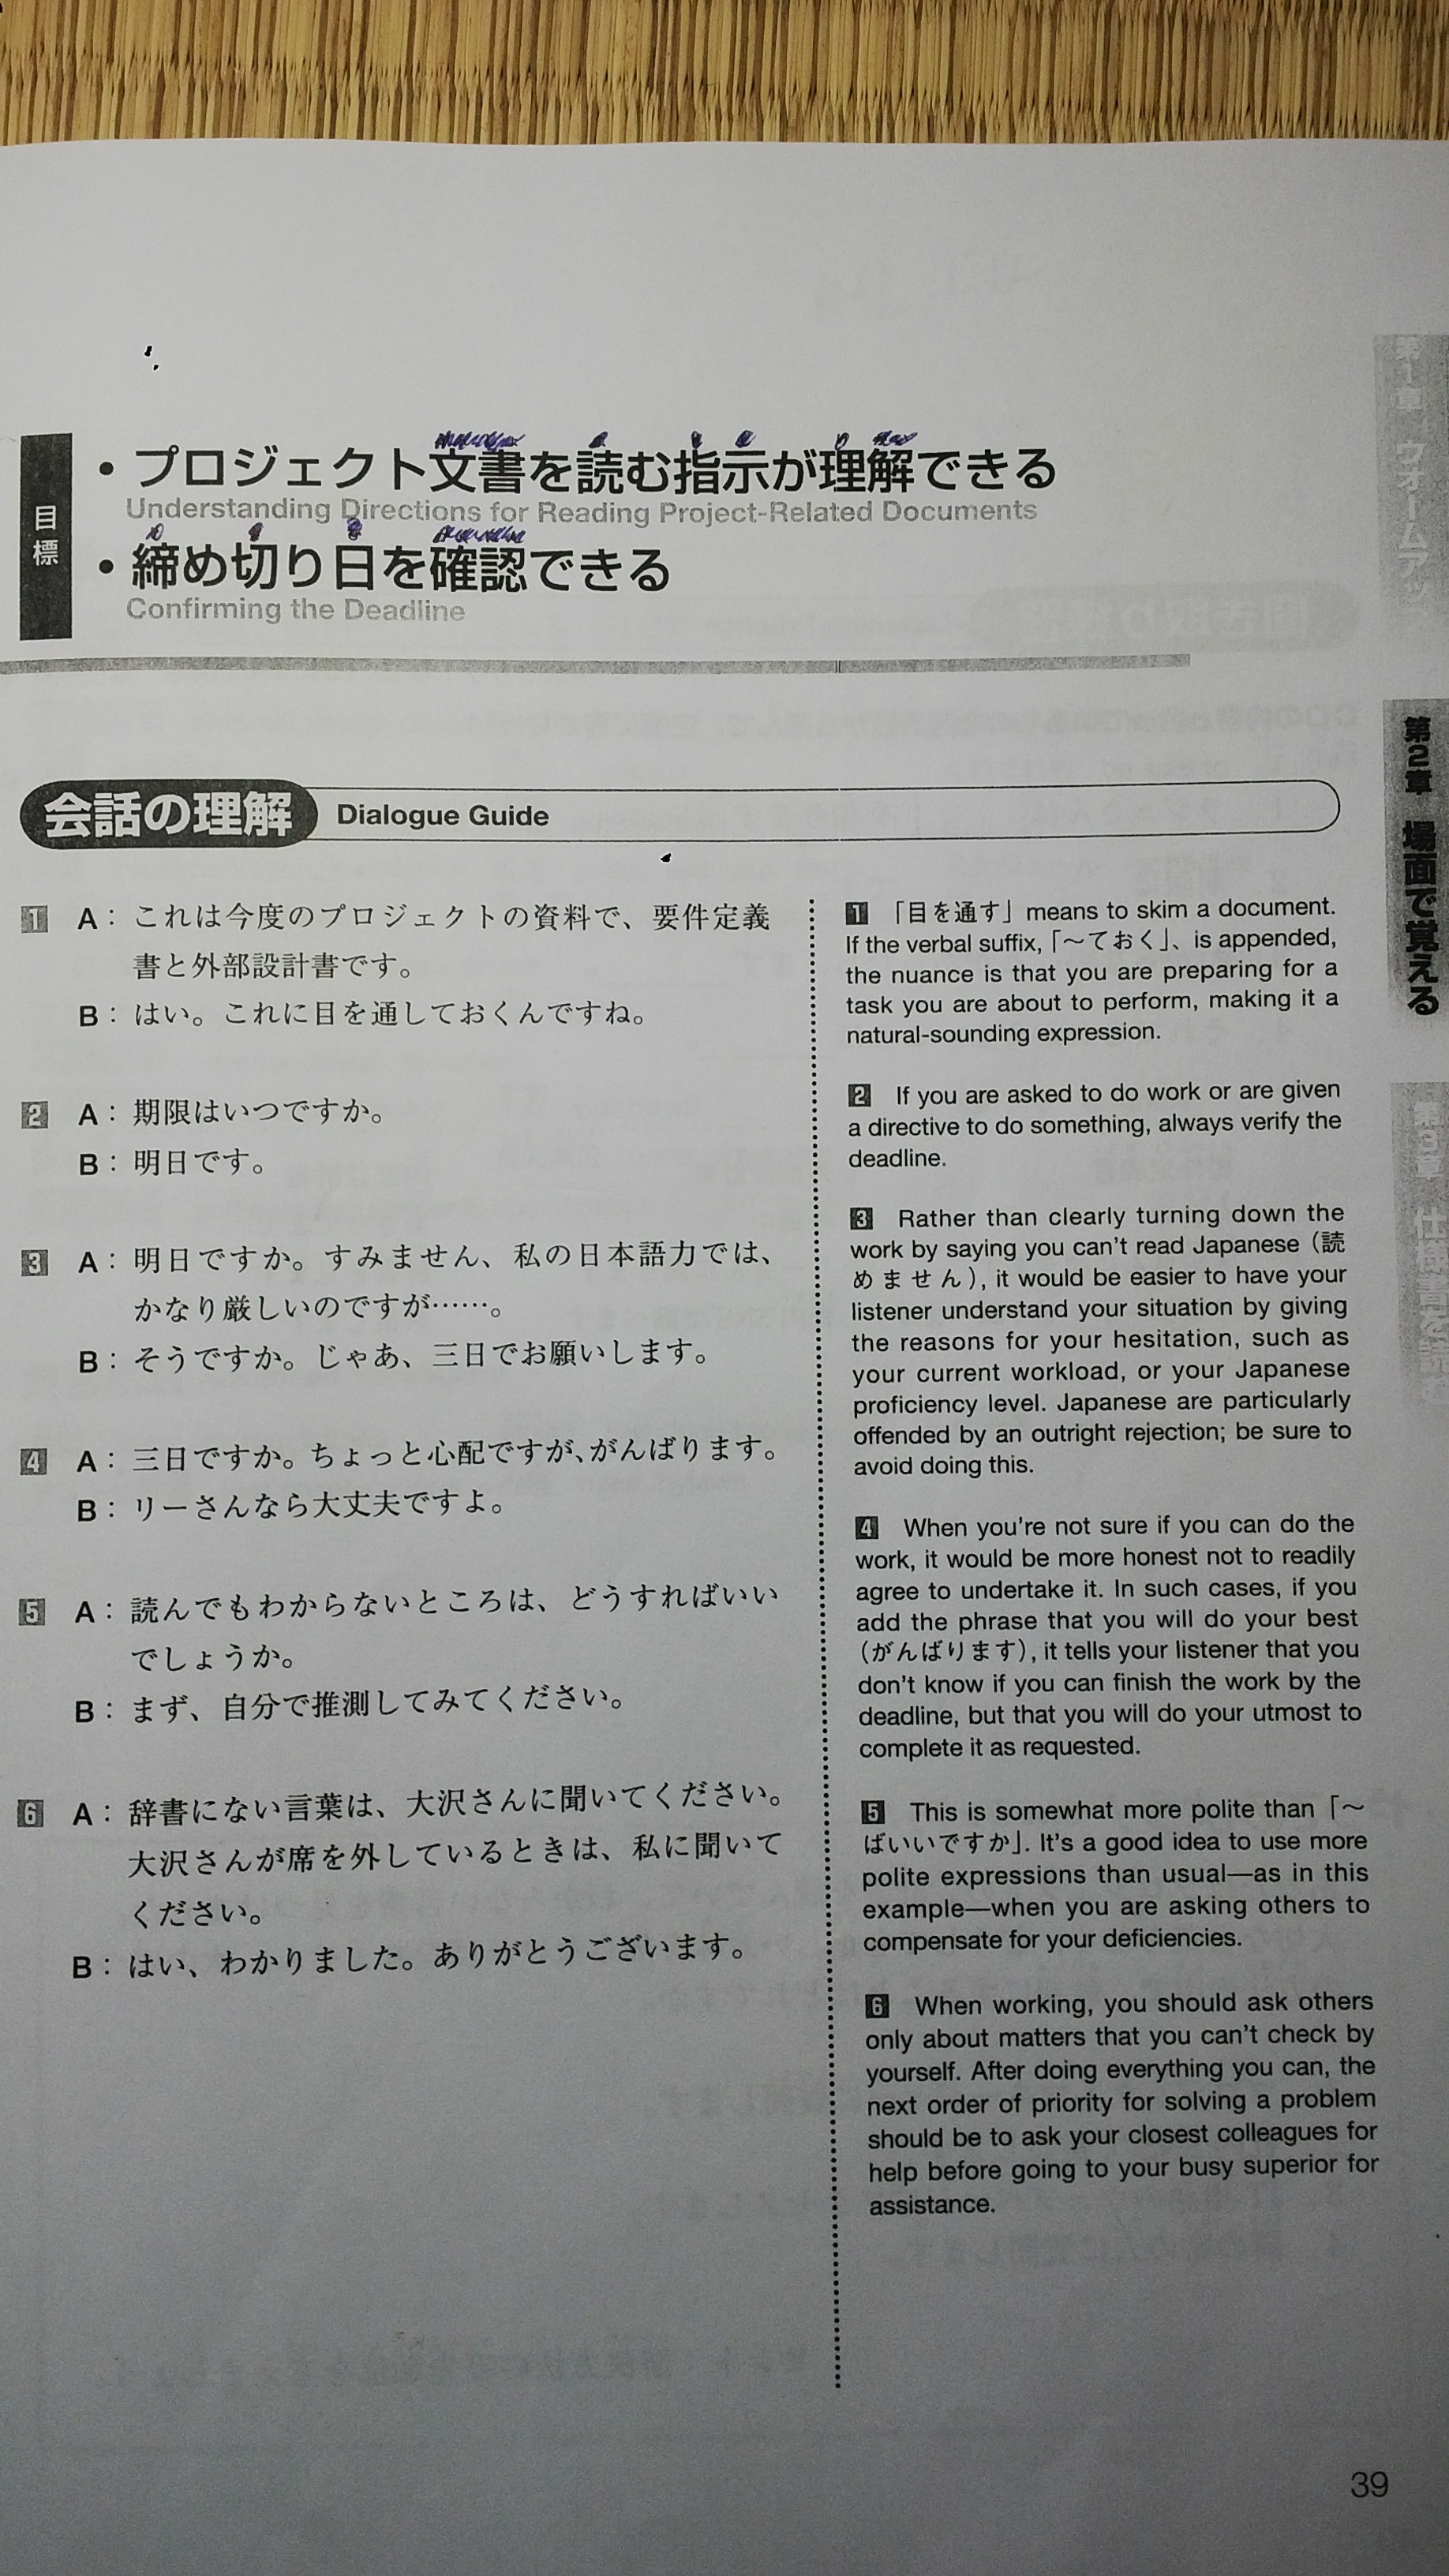 目標
• プロジェクト文書を読む指示が理解できる
Understanding Directions for Reading Project-Related Documents
• 締め切り日を確認できる
Confirming the Deadline
会話の理解 Dialogue Guide
1 A：これは今度のプロジェクトの資料で、要件定義
書と外部設計書です。
B：はい。これに目を通しておくんですね。
2 A：期限はいつですか。
B：明日です。
3 A：明日ですか。すみません、私の日本語力では、
かなり厳しいのですが……。
B：そうですか。じゃあ、三日でお願いします。
4 A：三日ですか。ちょっと心配ですが、がんばります。
B：リーさんなら大丈夫ですよ。
5 A：読んでもわからないところは、どうすればいい
でしょうか。
B：まず、自分で推測してみてください。
6 A：辞書にない言葉は、大沢さんに聞いてください。
大沢さんが席を外しているときは、私に聞いて
ください。
B：はい、わかりました。ありがとうございます。
1 「目を通す」means to skim a document.
If the verbal suffix,「～ておく」、is appended,
the nuance is that you are preparing for a
task you are about to perform, making it a
natural-sounding expression.
2 If you are asked to do work or are given
a directive to do something, always verify the
deadline.
3 Rather than clearly turning down the
work by saying you can't read Japanese（読
めません）, it would be easier to have your
listener understand your situation by giving
the reasons for your hesitation, such as
your current workload, or your Japanese
proficiency level. Japanese are particularly
offended by an outright rejection; be sure to
avoid doing this.
4 When you're not sure if you can do the
work, it would be more honest not to readily
agree to undertake it. In such cases, if you
add the phrase that you will do your best
（がんばります）, it tells your listener that you
don't know if you can finish the work by the
deadline, but that you will do your utmost to
complete it as requested.
5 This is somewhat more polite than「～
ばいいですか」. It's a good idea to use more
polite expressions than usual—as in this
example—when you are asking others to
compensate for your deficiencies.
6 When working, you should ask others
only about matters that you can't check by
yourself. After doing everything you can, the
next order of priority for solving a problem
should be to ask your closest colleagues for
help before going to your busy superior for
assistance.
第2章
場面で覚える
39